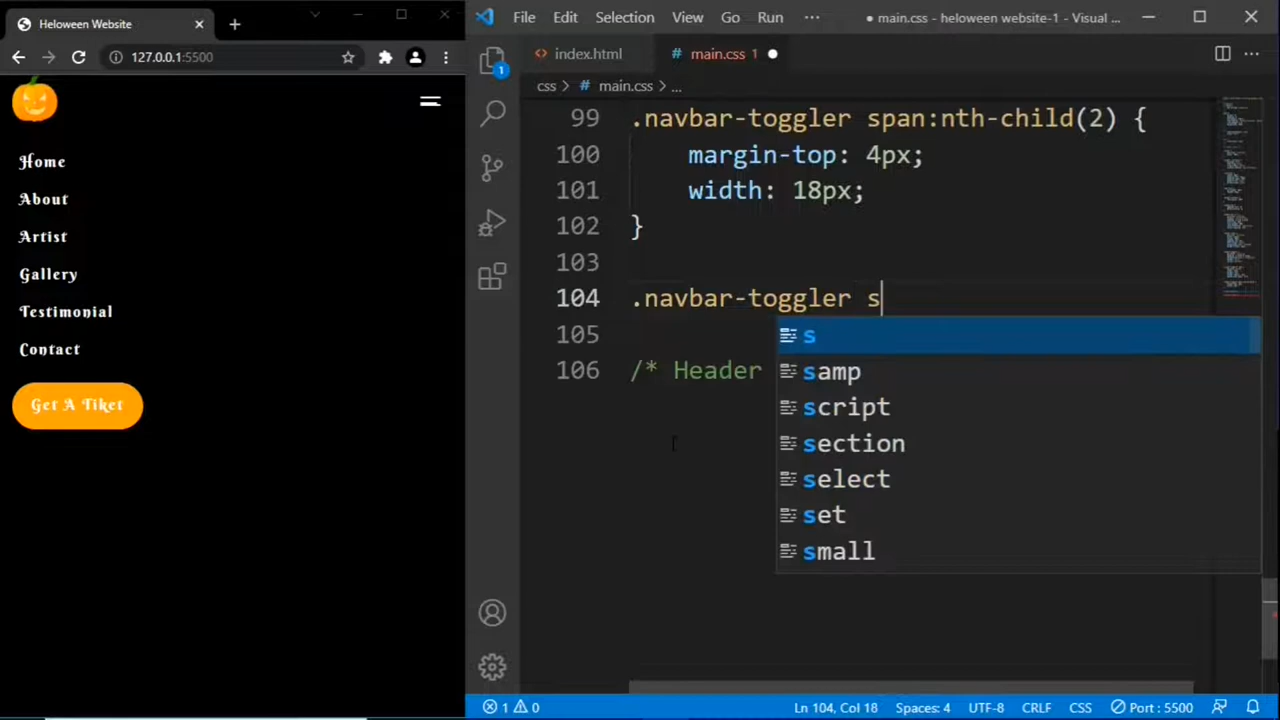 Heloween Website
127.0.0.1:5500
Home
About
Artist
Gallery
Testimonial
Contact
Get A Tiket
File Edit Selection View Go Run ··· ● main.css - heloween website-1 - Visual ...
index.html # main.css 1 ●
css > # main.css > ...
1
99 .navbar-toggler span:nth-child(2) {
100 margin-top: 4px;
101 width: 18px;
102 }
103
104 .navbar-toggler s
105
106 /* Header
s
samp
script
section
select
set
small
1 0 Ln 104, Col 18 Spaces: 4 UTF-8 CRLF CSS Port : 5500